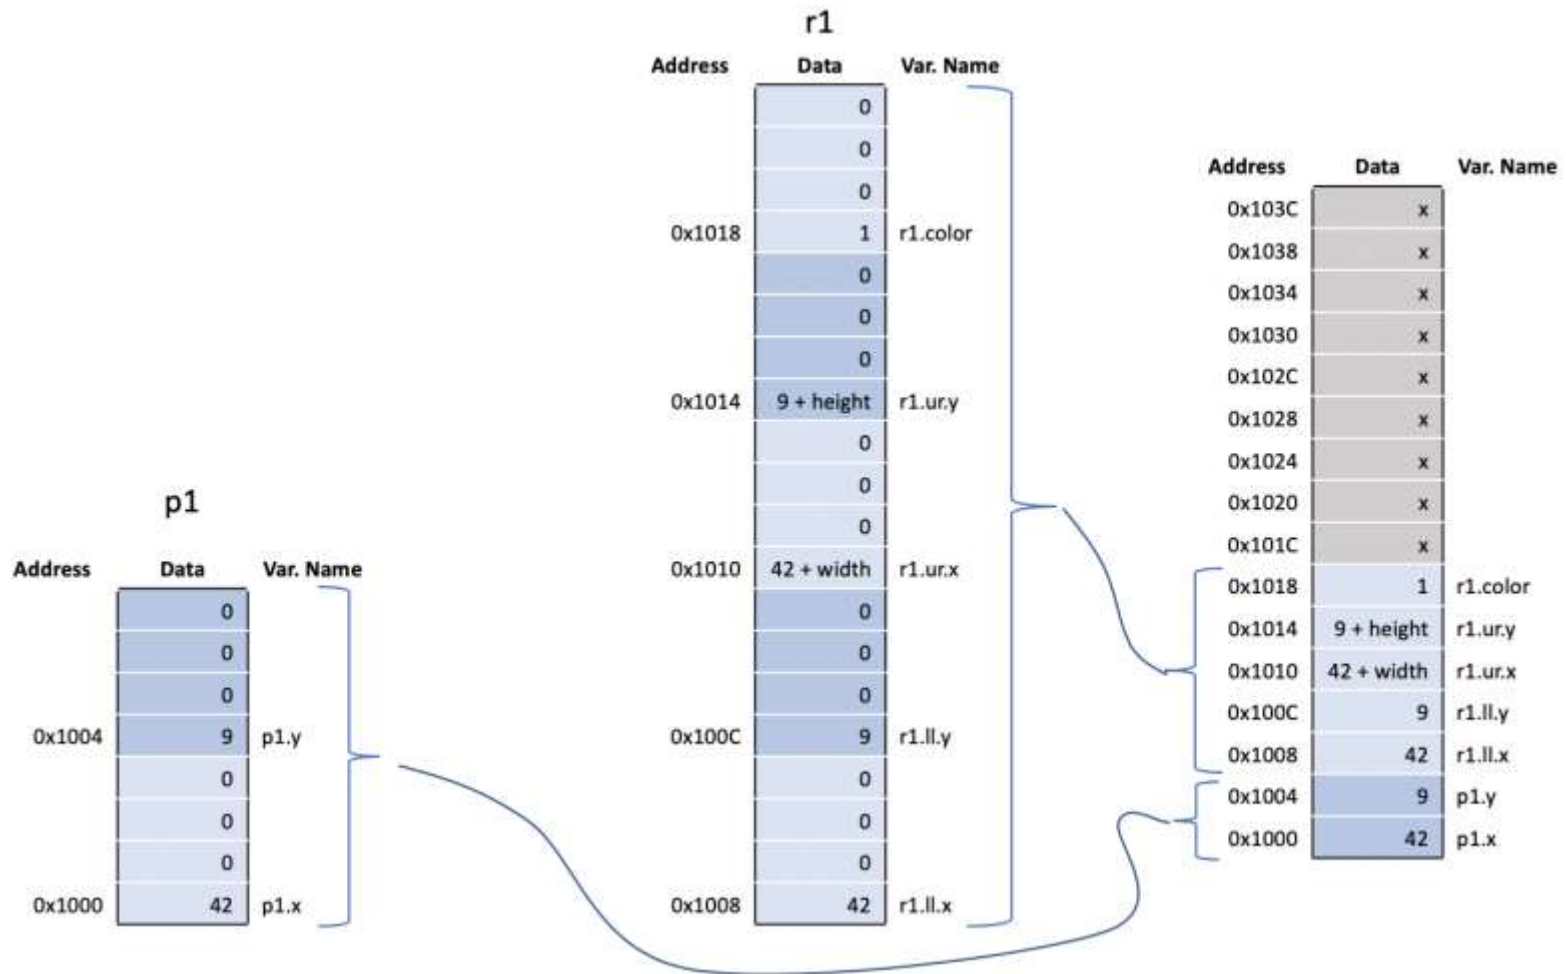 r1
Address Data Var. Name
0
0
0
0x1018 1 r1.color
0
0
0
0x1014 9 + height r1.ur.y
0
0
0
0x1010 42 + width r1.ur.x
0
0
0
0x100C 9 r1.ll.y
0
0
0
0x1008 42 r1.ll.x
p1
Address Data Var. Name
0
0
0
0x1004 9 p1.y
0
0
0
0x1000 42 p1.x
Address Data Var. Name
0x103C x
0x1038 x
0x1034 x
0x1030 x
0x102C x
0x1028 x
0x1024 x
0x1020 x
0x101C x
0x1018 1 r1.color
0x1014 9 + height r1.ur.y
0x1010 42 + width r1.ur.x
0x100C 9 r1.ll.y
0x1008 42 r1.ll.x
0x1004 9 p1.y
0x1000 42 p1.x